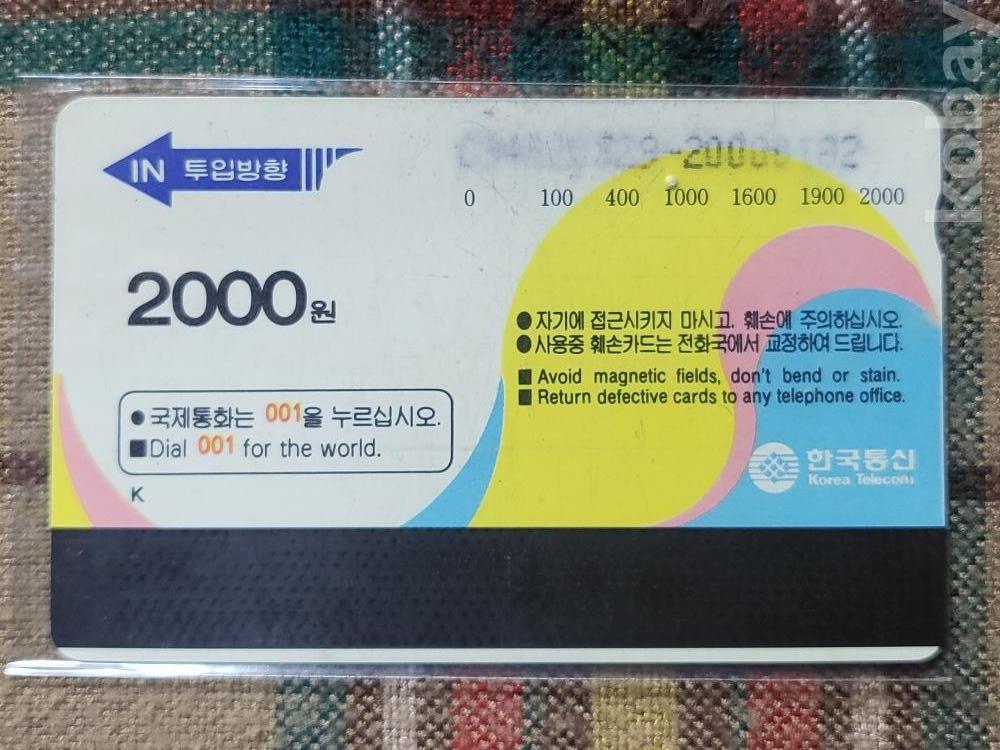 IN 투입방향
0 100 400 1000 1600 1900 2000
2000원
● 자기에 접근시키지 마시고, 훼손에 주의하십시오.
● 사용중 훼손카드는 전화국에서 교정하여 드립니다.
■ Avoid magnetic fields, don't bend or stain.
■ Return defective cards to any telephone office.
● 국제통화는 001을 누르십시오.
■ Dial 001 for the world.
K
한국통신
Korea Telecom
kobay